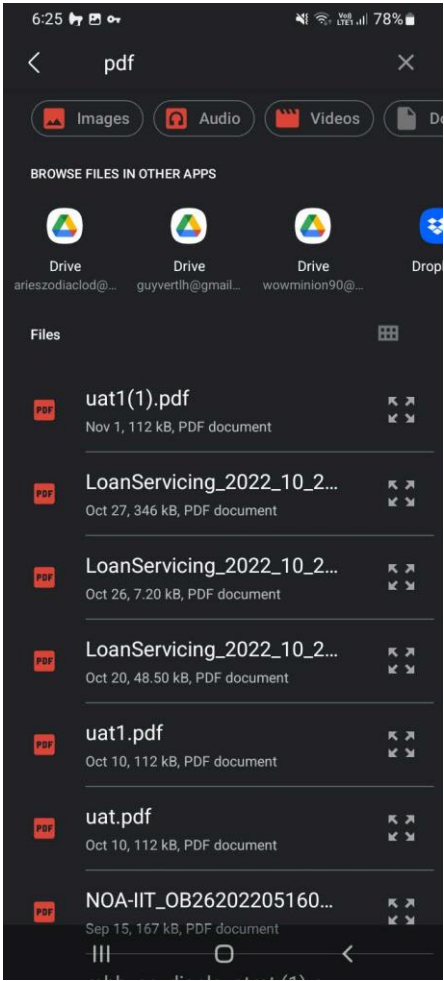 6:25 78%
pdf
Images Audio Videos Do
BROWSE FILES IN OTHER APPS
Drive Drive Drive Drop
arieszodiaclod@... guyvertlh@gmail... wowminion90@...
Files
uat1(1).pdf
Nov 1, 112 kB, PDF document
LoanServicing_2022_10_2...
Oct 27, 346 kB, PDF document
LoanServicing_2022_10_2...
Oct 26, 7.20 kB, PDF document
LoanServicing_2022_10_2...
Oct 20, 48.50 kB, PDF document
uat1.pdf
Oct 10, 112 kB, PDF document
uat.pdf
Oct 10, 112 kB, PDF document
NOA-IIT_OB26202205160...
Sep 15, 167 kB, PDF document